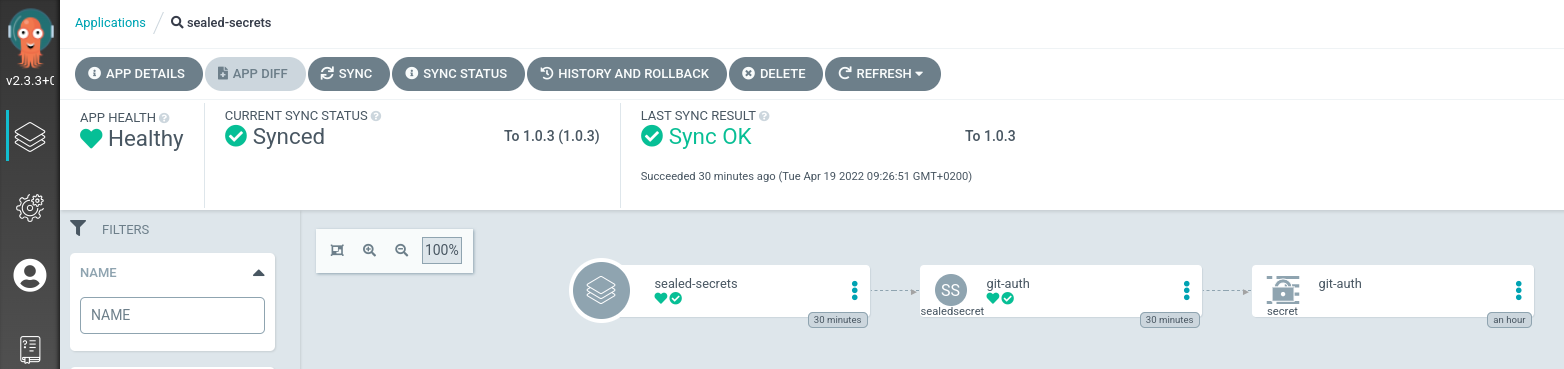 Applications / sealed-secrets
v2.3.3+
APP DETAILS APP DIFF SYNC SYNC STATUS HISTORY AND ROLLBACK DELETE REFRESH
APP HEALTH
Healthy
CURRENT SYNC STATUS
Synced To 1.0.3 (1.0.3)
LAST SYNC RESULT
Sync OK To 1.0.3
Succeeded 30 minutes ago (Tue Apr 19 2022 09:26:51 GMT+0200)
FILTERS
NAME
NAME
100%
sealed-secrets
30 minutes
SS
git-auth
sealedsecret
30 minutes
git-auth
secret
an hour